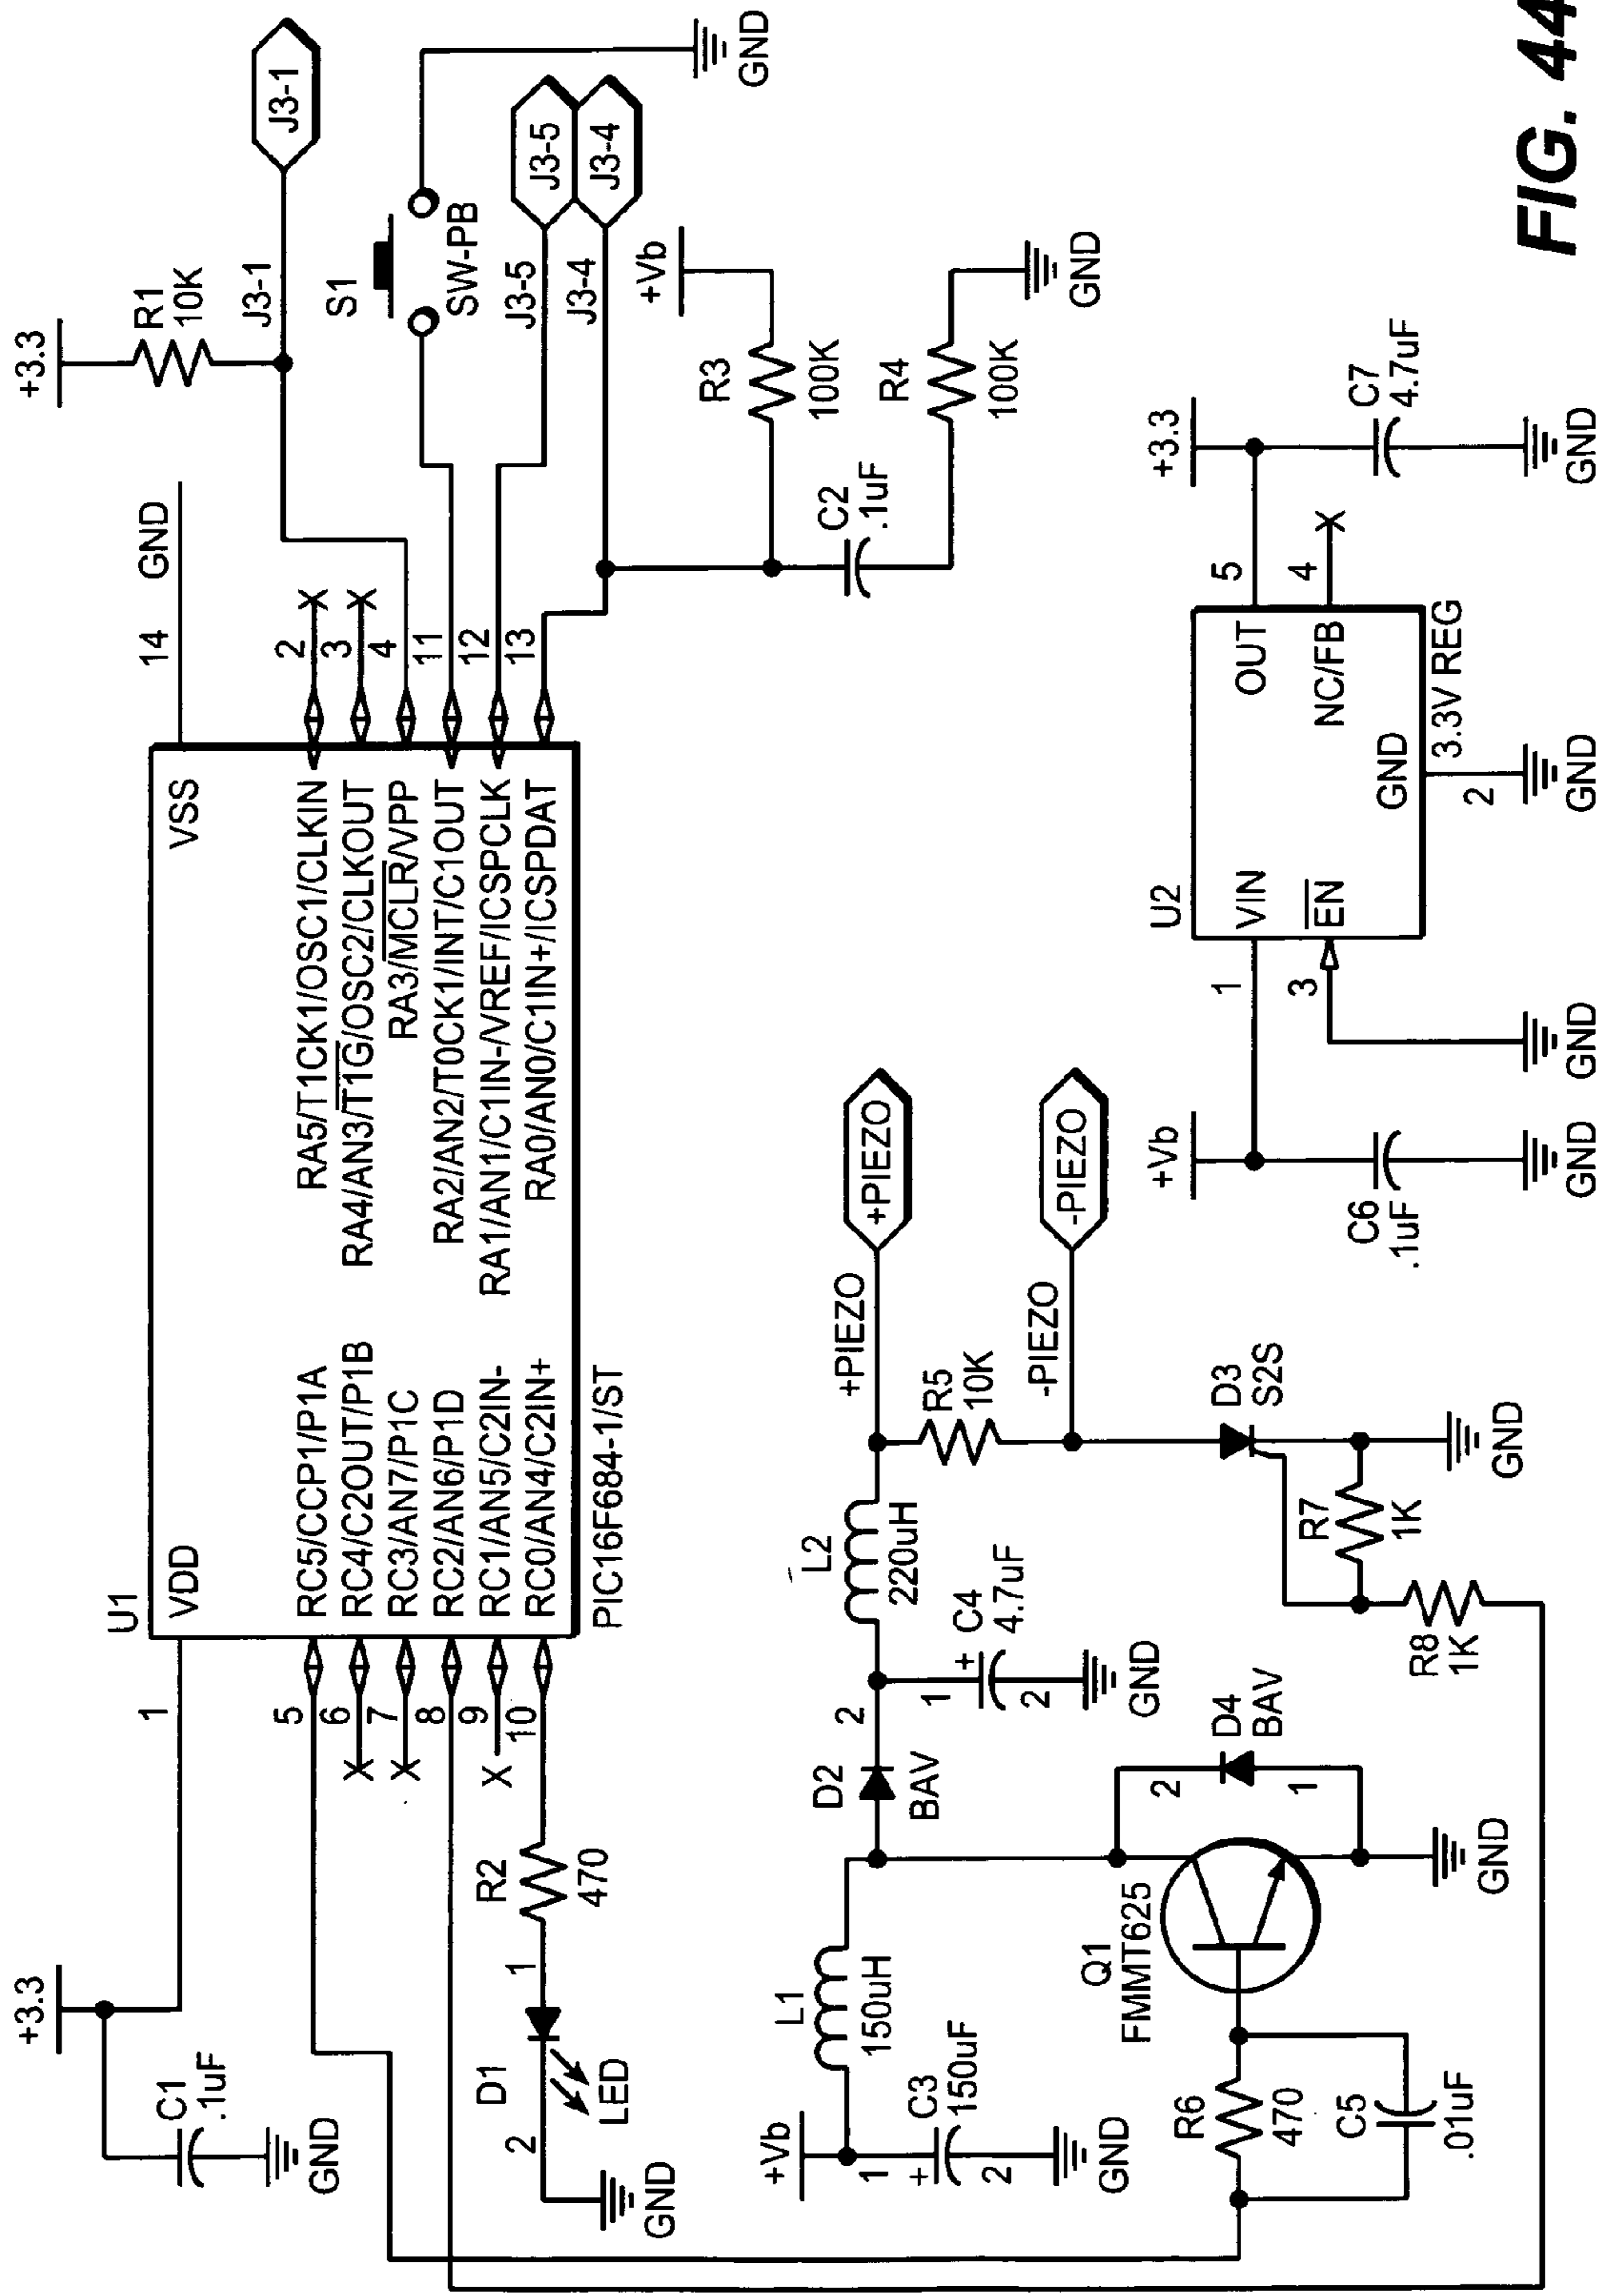 U1
PIC16F684-1/ST
VDD
VSS
RC5/CCP1/P1A
RC4/C2OUT/P1B
RC3/AN7/P1C
RC2/AN6/P1D
RC1/AN5/C2IN-
RC0/AN4/C2IN+
RA5/T1CK1/OSC1/CLKIN
RA4/AN3/T1G/OSC2/CLKOUT
RA3/MCLR/VPP
RA2/AN2/T0CK1/INT/C1OUT
RA1/AN1/C1IN-/VREF/ICSPCLK
RA0/AN0/C1IN+/ICSPDAT
1
5
6
7
8
9
10
X
X
X
14
GND
2
3
4
11
12
13
X
X
+3.3
C1
.1uF
GND
D1
LED
2
1
GND
R2
470
+3.3
R1
10K
J3-1
J3-1
S1
SW-PB
GND
J3-5
J3-5
J3-4
J3-4
+Vb
R3
100K
C2
.1uF
R4
100K
GND
+Vb
C3
150uF
1
+
2
GND
L1
150uH
D2
BAV
2
C4
4.7uF
1
+
2
GND
L2
220uH
+PIEZO
+PIEZO
R5
10K
-PIEZO
-PIEZO
D3
S2S
GND
R7
1K
R8
1K
Q1
FMMT625
D4
BAV
2
1
GND
R6
470
C5
.01uF
+Vb
C6
.1uF
GND
U2
VIN
EN
OUT
NC/FB
GND
3.3V REG
1
3
GND
2
GND
5
4
X
+3.3
C7
4.7uF
GND
FIG. 44